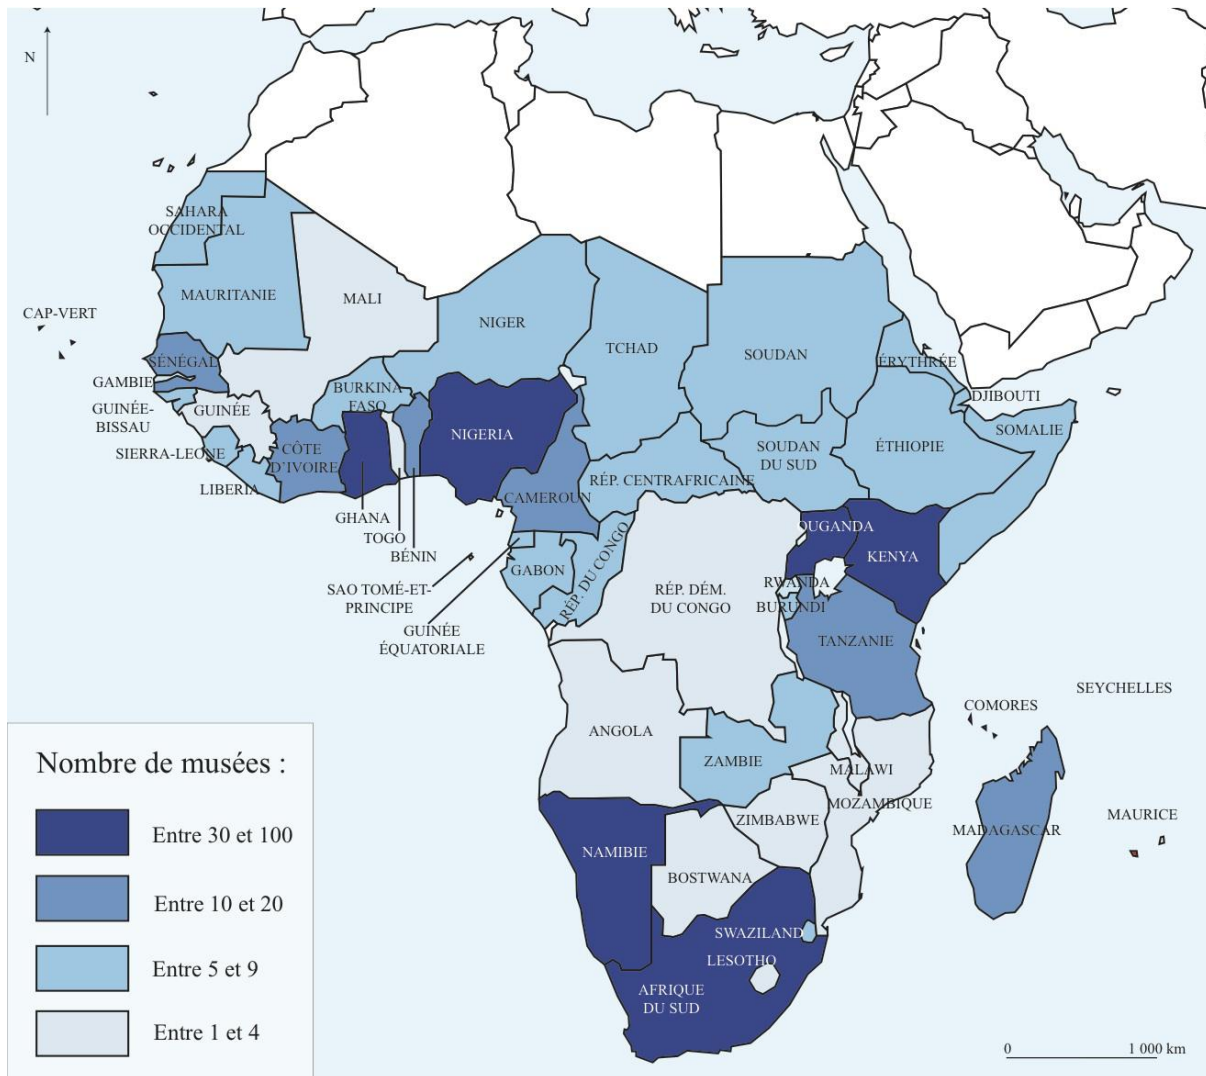 N
SAHARA
OCCIDENTAL
MAURITANIE
MALI
NIGER
TCHAD
SOUDAN
ÉRYTHRÉE
CAP-VERT
SÉNÉGAL
GAMBIE
GUINÉE-
BISSAU
GUINÉE
SIERRA-LEONE
LIBERIA
CÔTE
D'IVOIRE
BURKINA
FASO
GHANA
TOGO
BÉNIN
NIGERIA
CAMEROUN
RÉP. CENTRAFRICAINE
SOUDAN
DU SUD
ÉTHIOPIE
DJIBOUTI
SOMALIE
SAO TOMÉ-ET-
PRINCIPE
GUINÉE
ÉQUATORIALE
GABON
RÉP. DU CONGO
RÉP. DÉM.
DU CONGO
OUGANDA
KENYA
RWANDA
BURUNDI
TANZANIE
SEYCHELLES
COMORES
ANGOLA
ZAMBIE
MALAWI
MOZAMBIQUE
ZIMBABWE
MADAGASCAR
MAURICE
NAMIBIE
BOSTWANA
SWAZILAND
LESOTHO
AFRIQUE
DU SUD
Nombre de musées :
Entre 30 et 100
Entre 10 et 20
Entre 5 et 9
Entre 1 et 4
0 1 000 km